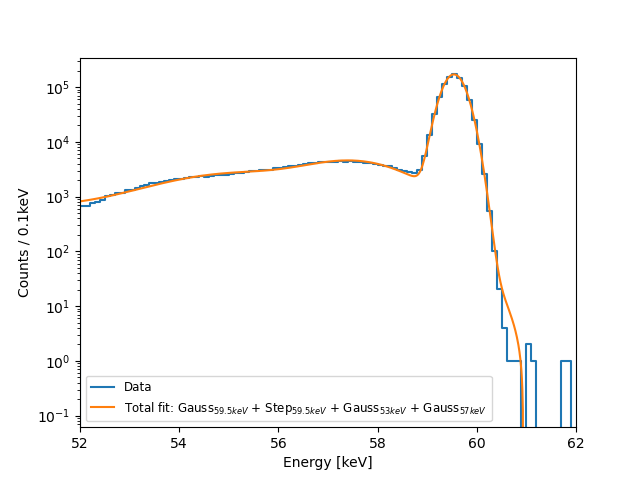 10⁵
10⁴
10³
10²
10¹
10⁰
10⁻¹
Counts / 0.1keV
Data
Total fit: Gauss₅₉.₅ₖₑV + Step₅₉.₅ₖₑV + Gauss₅₃ₖₑV + Gauss₅₇ₖₑV
52 54 56 58 60 62
Energy [keV]